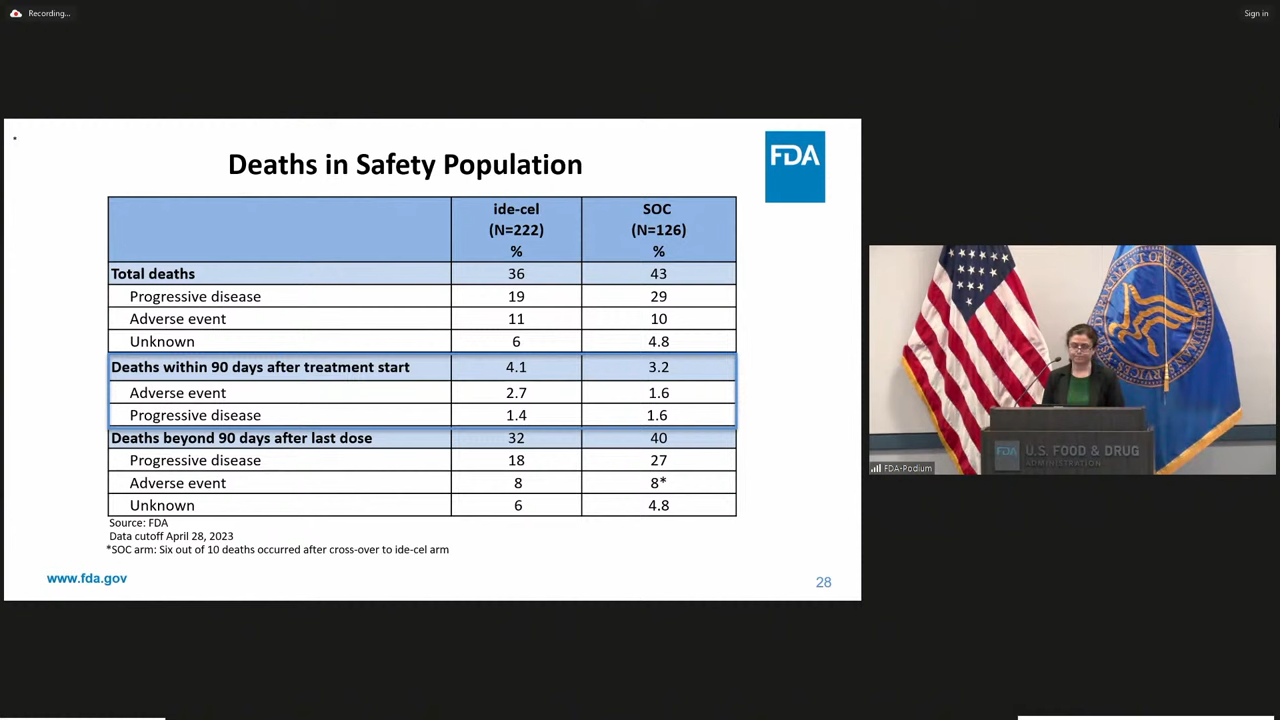 Recording...
Sign in
Deaths in Safety Population
FDA
ide-cel (N=222) %
SOC (N=126) %
Total deaths 36 43
Progressive disease 19 29
Adverse event 11 10
Unknown 6 4.8
Deaths within 90 days after treatment start 4.1 3.2
Adverse event 2.7 1.6
Progressive disease 1.4 1.6
Deaths beyond 90 days after last dose 32 40
Progressive disease 18 27
Adverse event 8 8*
Unknown 6 4.8
Source: FDA
Data cutoff April 28, 2023
*SOC arm: Six out of 10 deaths occurred after cross-over to ide-cel arm
www.fda.gov
28
FDA U.S. FOOD & DRUG
ADMINISTRATION
FDA-Podium